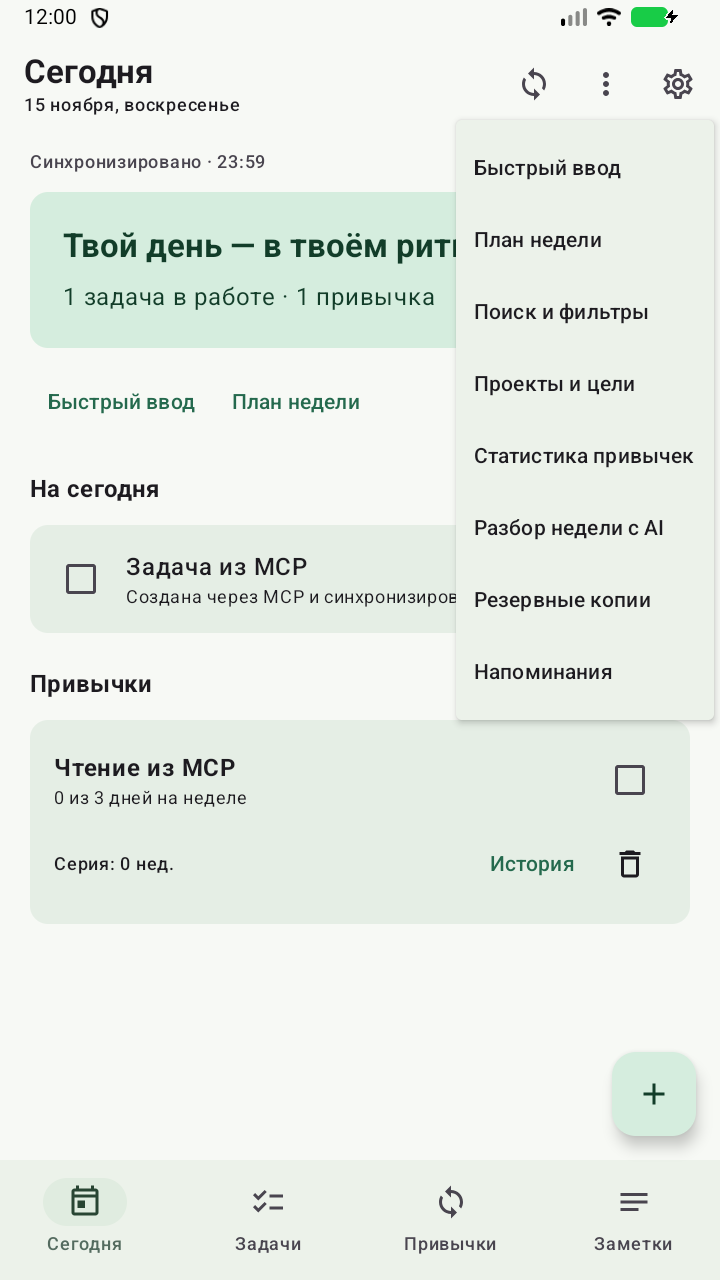 12:00
Сегодня
15 ноября, воскресенье
Синхронизировано · 23:59
Твой день — в твоём
1 задача в работе · 1 привычка
Быстрый ввод
План недели
На сегодня
Задача из MCP
Создана через MCP и
Привычки
Чтение из MCP
0 из 3 дней на неделе
Серия: 0 нед.
История
Быстрый ввод
План недели
Поиск и фильтры
Проекты и цели
Статистика привычек
Разбор недели с AI
Резервные копии
Напоминания
Сегодня
Задачи
Привычки
Заметки